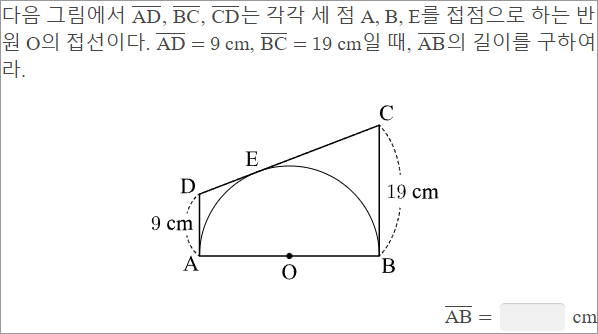 다음 그림에서 AD, BC, CD는 각각 세 점 A, B, E를 접점으로 하는 반
원 O의 접선이다. AD = 9 cm, BC = 19 cm일 때, AB의 길이를 구하여
라.
C
E
D
19 cm
9 cm
A
O
B
AB = cm